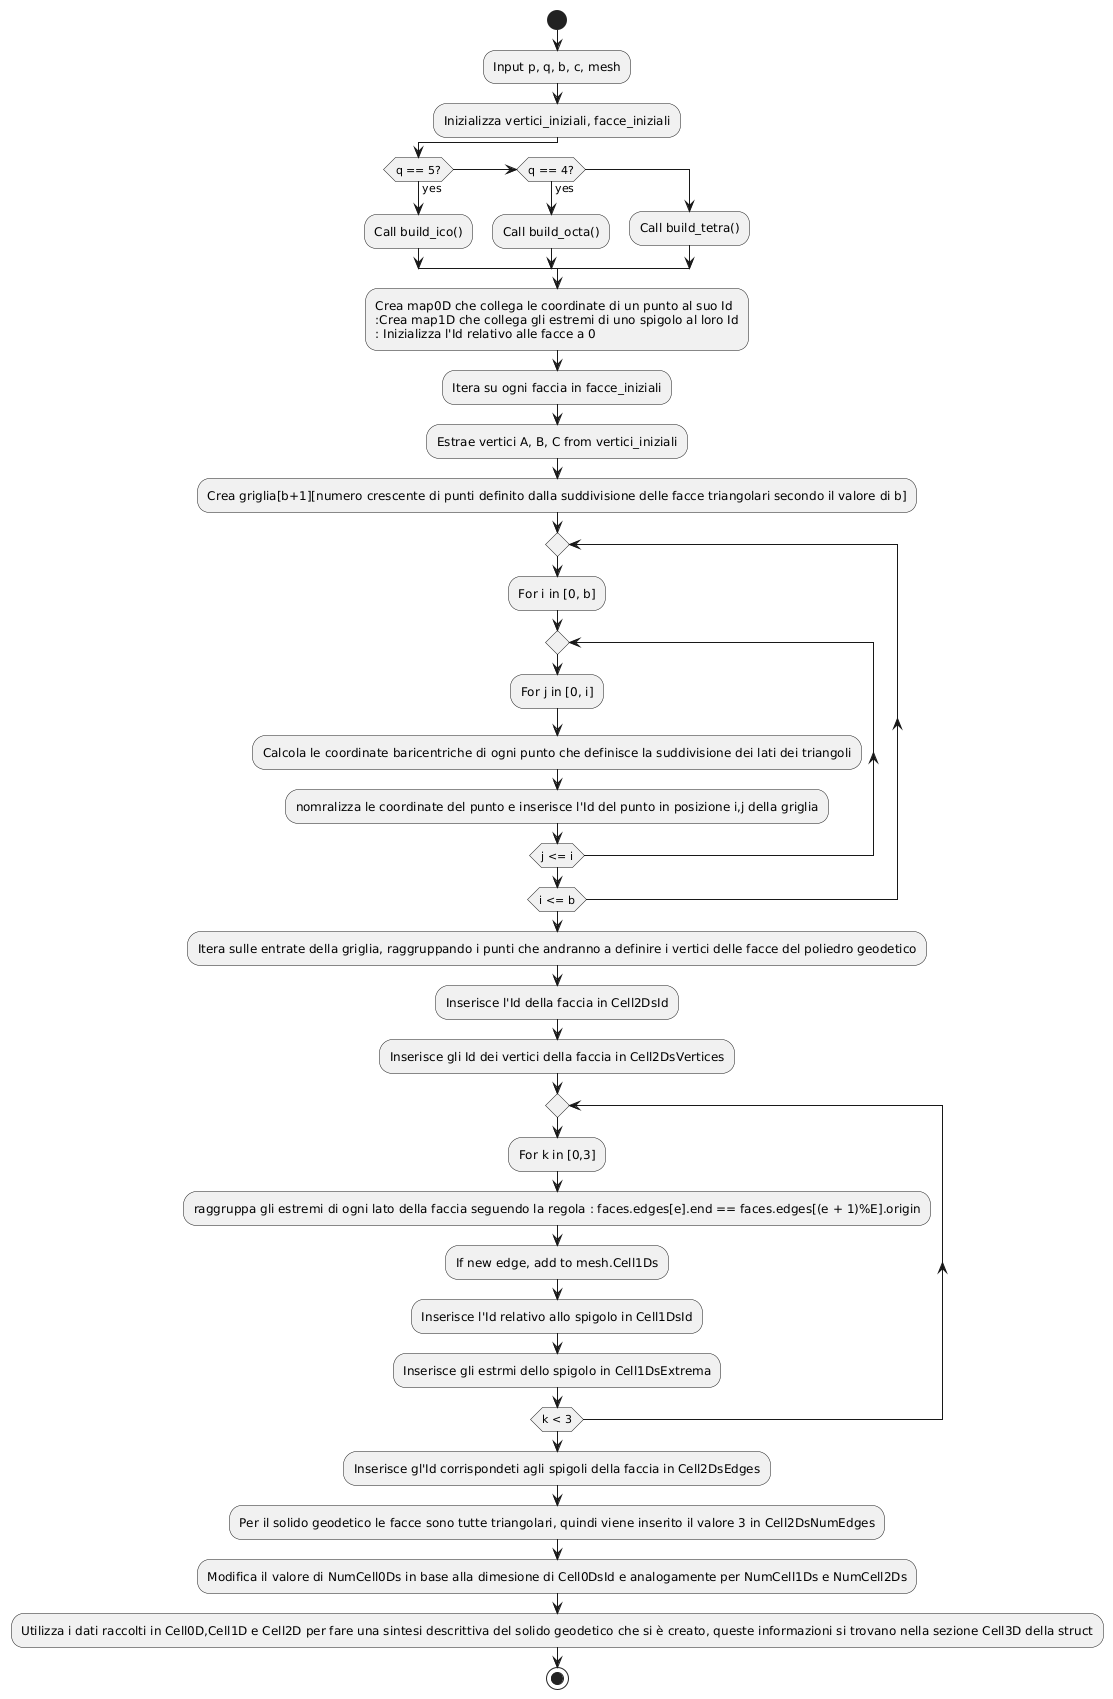 Input p, q, b, c, mesh
Inizializza vertici_iniziali, facce_iniziali
q == 5?
q == 4?
yes
yes
Call build_ico()
Call build_octa()
Call build_tetra()
Crea map0D che collega le coordinate di un punto al suo Id
:Crea map1D che collega gli estremi di uno spigolo al loro Id
: Inizializza l'Id relativo alle facce a 0
Itera su ogni faccia in facce_iniziali
Estrae vertici A, B, C from vertici_iniziali
Crea griglia[b+1][numero crescente di punti definito dalla suddivisione delle facce triangolari secondo il valore di b]
For i in [0, b]
For j in [0, i]
Calcola le coordinate baricentriche di ogni punto che definisce la suddivisione dei lati dei triangoli
nomralizza le coordinate del punto e inserisce l'Id del punto in posizione i,j della griglia
j <= i
i <= b
Itera sulle entrate della griglia, raggruppando i punti che andranno a definire i vertici delle facce del poliedro geodetico
Inserisce l'Id della faccia in Cell2DsId
Inserisce gli Id dei vertici della faccia in Cell2DsVertices
For k in [0,3]
raggruppa gli estremi di ogni lato della faccia seguendo la regola : faces.edges[e].end == faces.edges[(e + 1)%E].origin
If new edge, add to mesh.Cell1Ds
Inserisce l'Id relativo allo spigolo in Cell1DsId
Inserisce gli estrmi dello spigolo in Cell1DsExtrema
k < 3
Inserisce gl'Id corrispondeti agli spigoli della faccia in Cell2DsEdges
Per il solido geodetico le facce sono tutte triangolari, quindi viene inserito il valore 3 in Cell2DsNumEdges
Modifica il valore di NumCell0Ds in base alla dimesione di Cell0DsId e analogamente per NumCell1Ds e NumCell2Ds
Utilizza i dati raccolti in Cell0D,Cell1D e Cell2D per fare una sintesi descrittiva del solido geodetico che si è creato, queste informazioni si trovano nella sezione Cell3D della struct